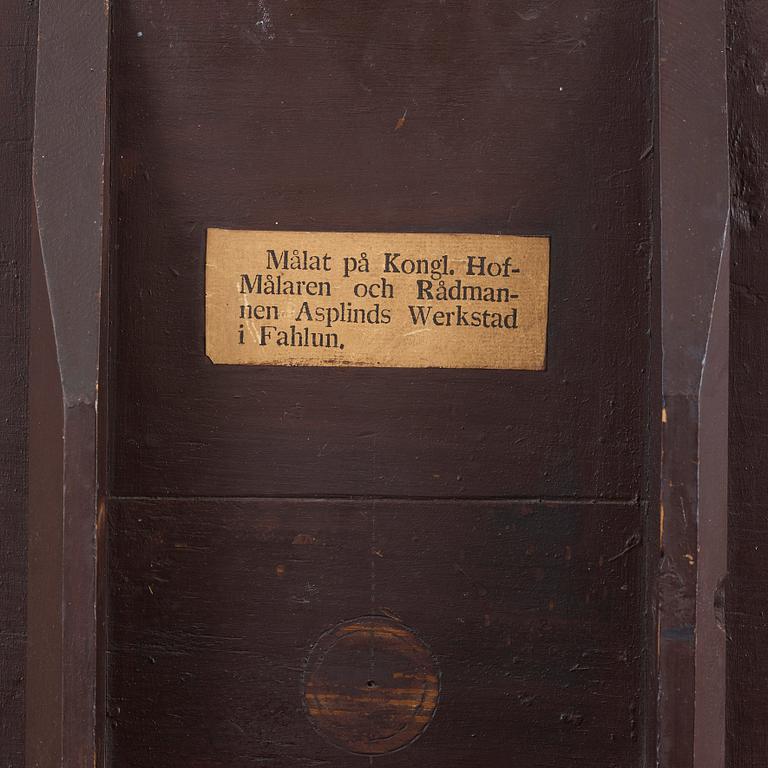 Målat på Kongl. Hof-
Målaren och Rådman-
nen Asplinds Werkstad
i Fahlun.